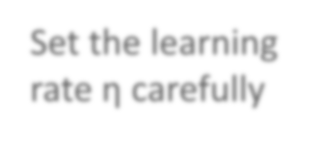 Set the learning
rate η carefully